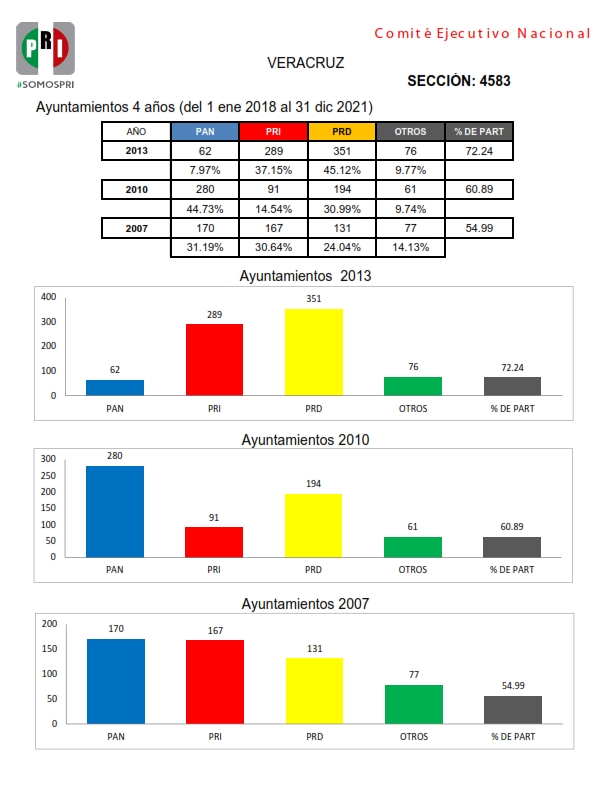 Comité Ejecutivo Nacional
PRI
#SOMOSPRI
VERACRUZ
SECCIÓN: 4583
Ayuntamientos 4 años (del 1 ene 2018 al 31 dic 2021)
AÑO PAN PRI PRD OTROS % DE PART
2013 62 289 351 76 72.24
7.97% 37.15% 45.12% 9.77%
2010 280 91 194 61 60.89
44.73% 14.54% 30.99% 9.74%
2007 170 167 131 77 54.99
31.19% 30.64% 24.04% 14.13%
Ayuntamientos 2013
400
300
200
100
0
62 289 351 76 72.24
PAN PRI PRD OTROS % DE PART
Ayuntamientos 2010
300
250
200
150
100
50
0
280 91 194 61 60.89
PAN PRI PRD OTROS % DE PART
Ayuntamientos 2007
200
150
100
50
0
170 167 131 77 54.99
PAN PRI PRD OTROS % DE PART